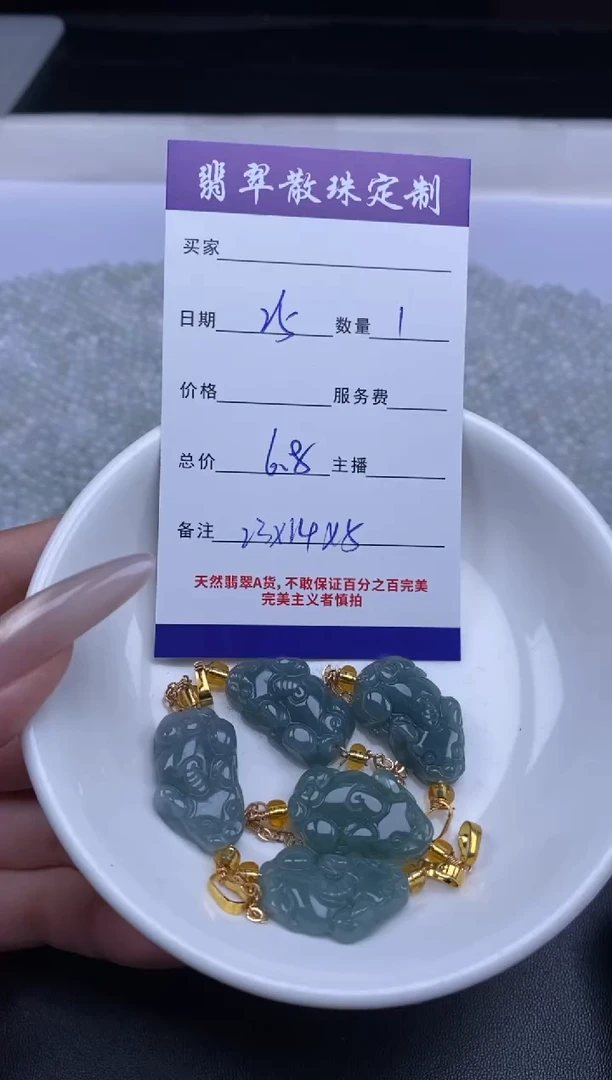 翡翠散珠定制
买家
日期 25 数量 1
价格 服务费
总价 6.8 主播
备注 23X14X8
天然翡翠A货,不敢保证百分之百完美
完美主义者慎拍